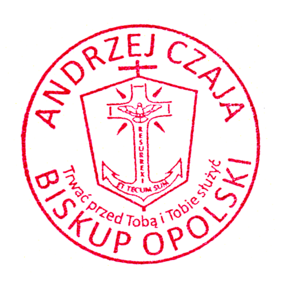 ANDRZEJ CZAJA
RESURREXI
ET TECUM SUM
Trwać przed Tobą i Tobie służyć
BISKUP OPOLSKI